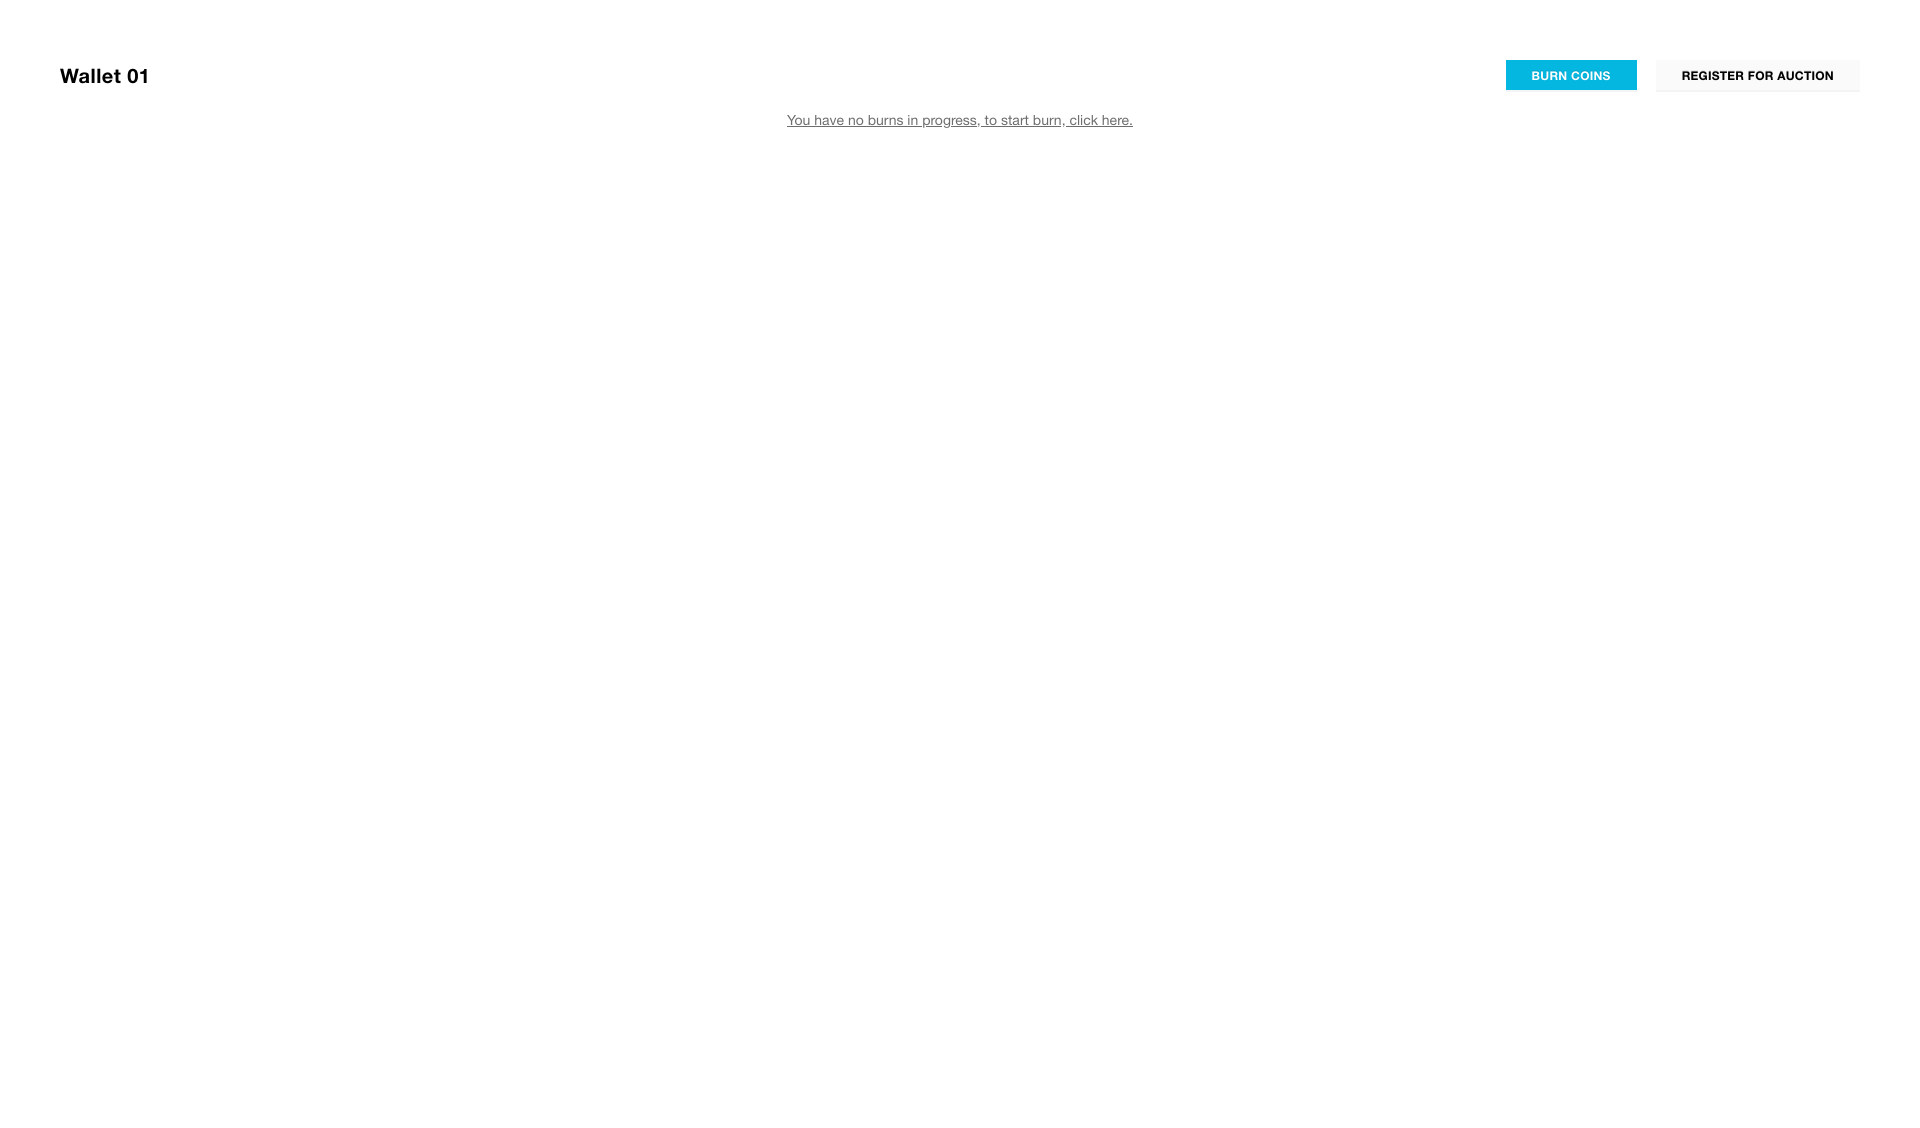 Wallet 01
BURN COINS
REGISTER FOR AUCTION
You have no burns in progress, to start burn, click here.